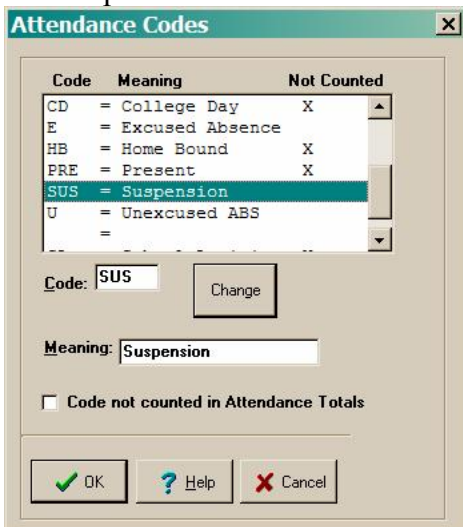 Attendance Codes
Code Meaning Not Counted
CD = College Day X
E = Excused Absence
HB = Home Bound X
PRE = Present X
SUS = Suspension
U = Unexcused ABS
=
Code: SUS Change
Meaning: Suspension
Code not counted in Attendance Totals
OK ? Help Cancel